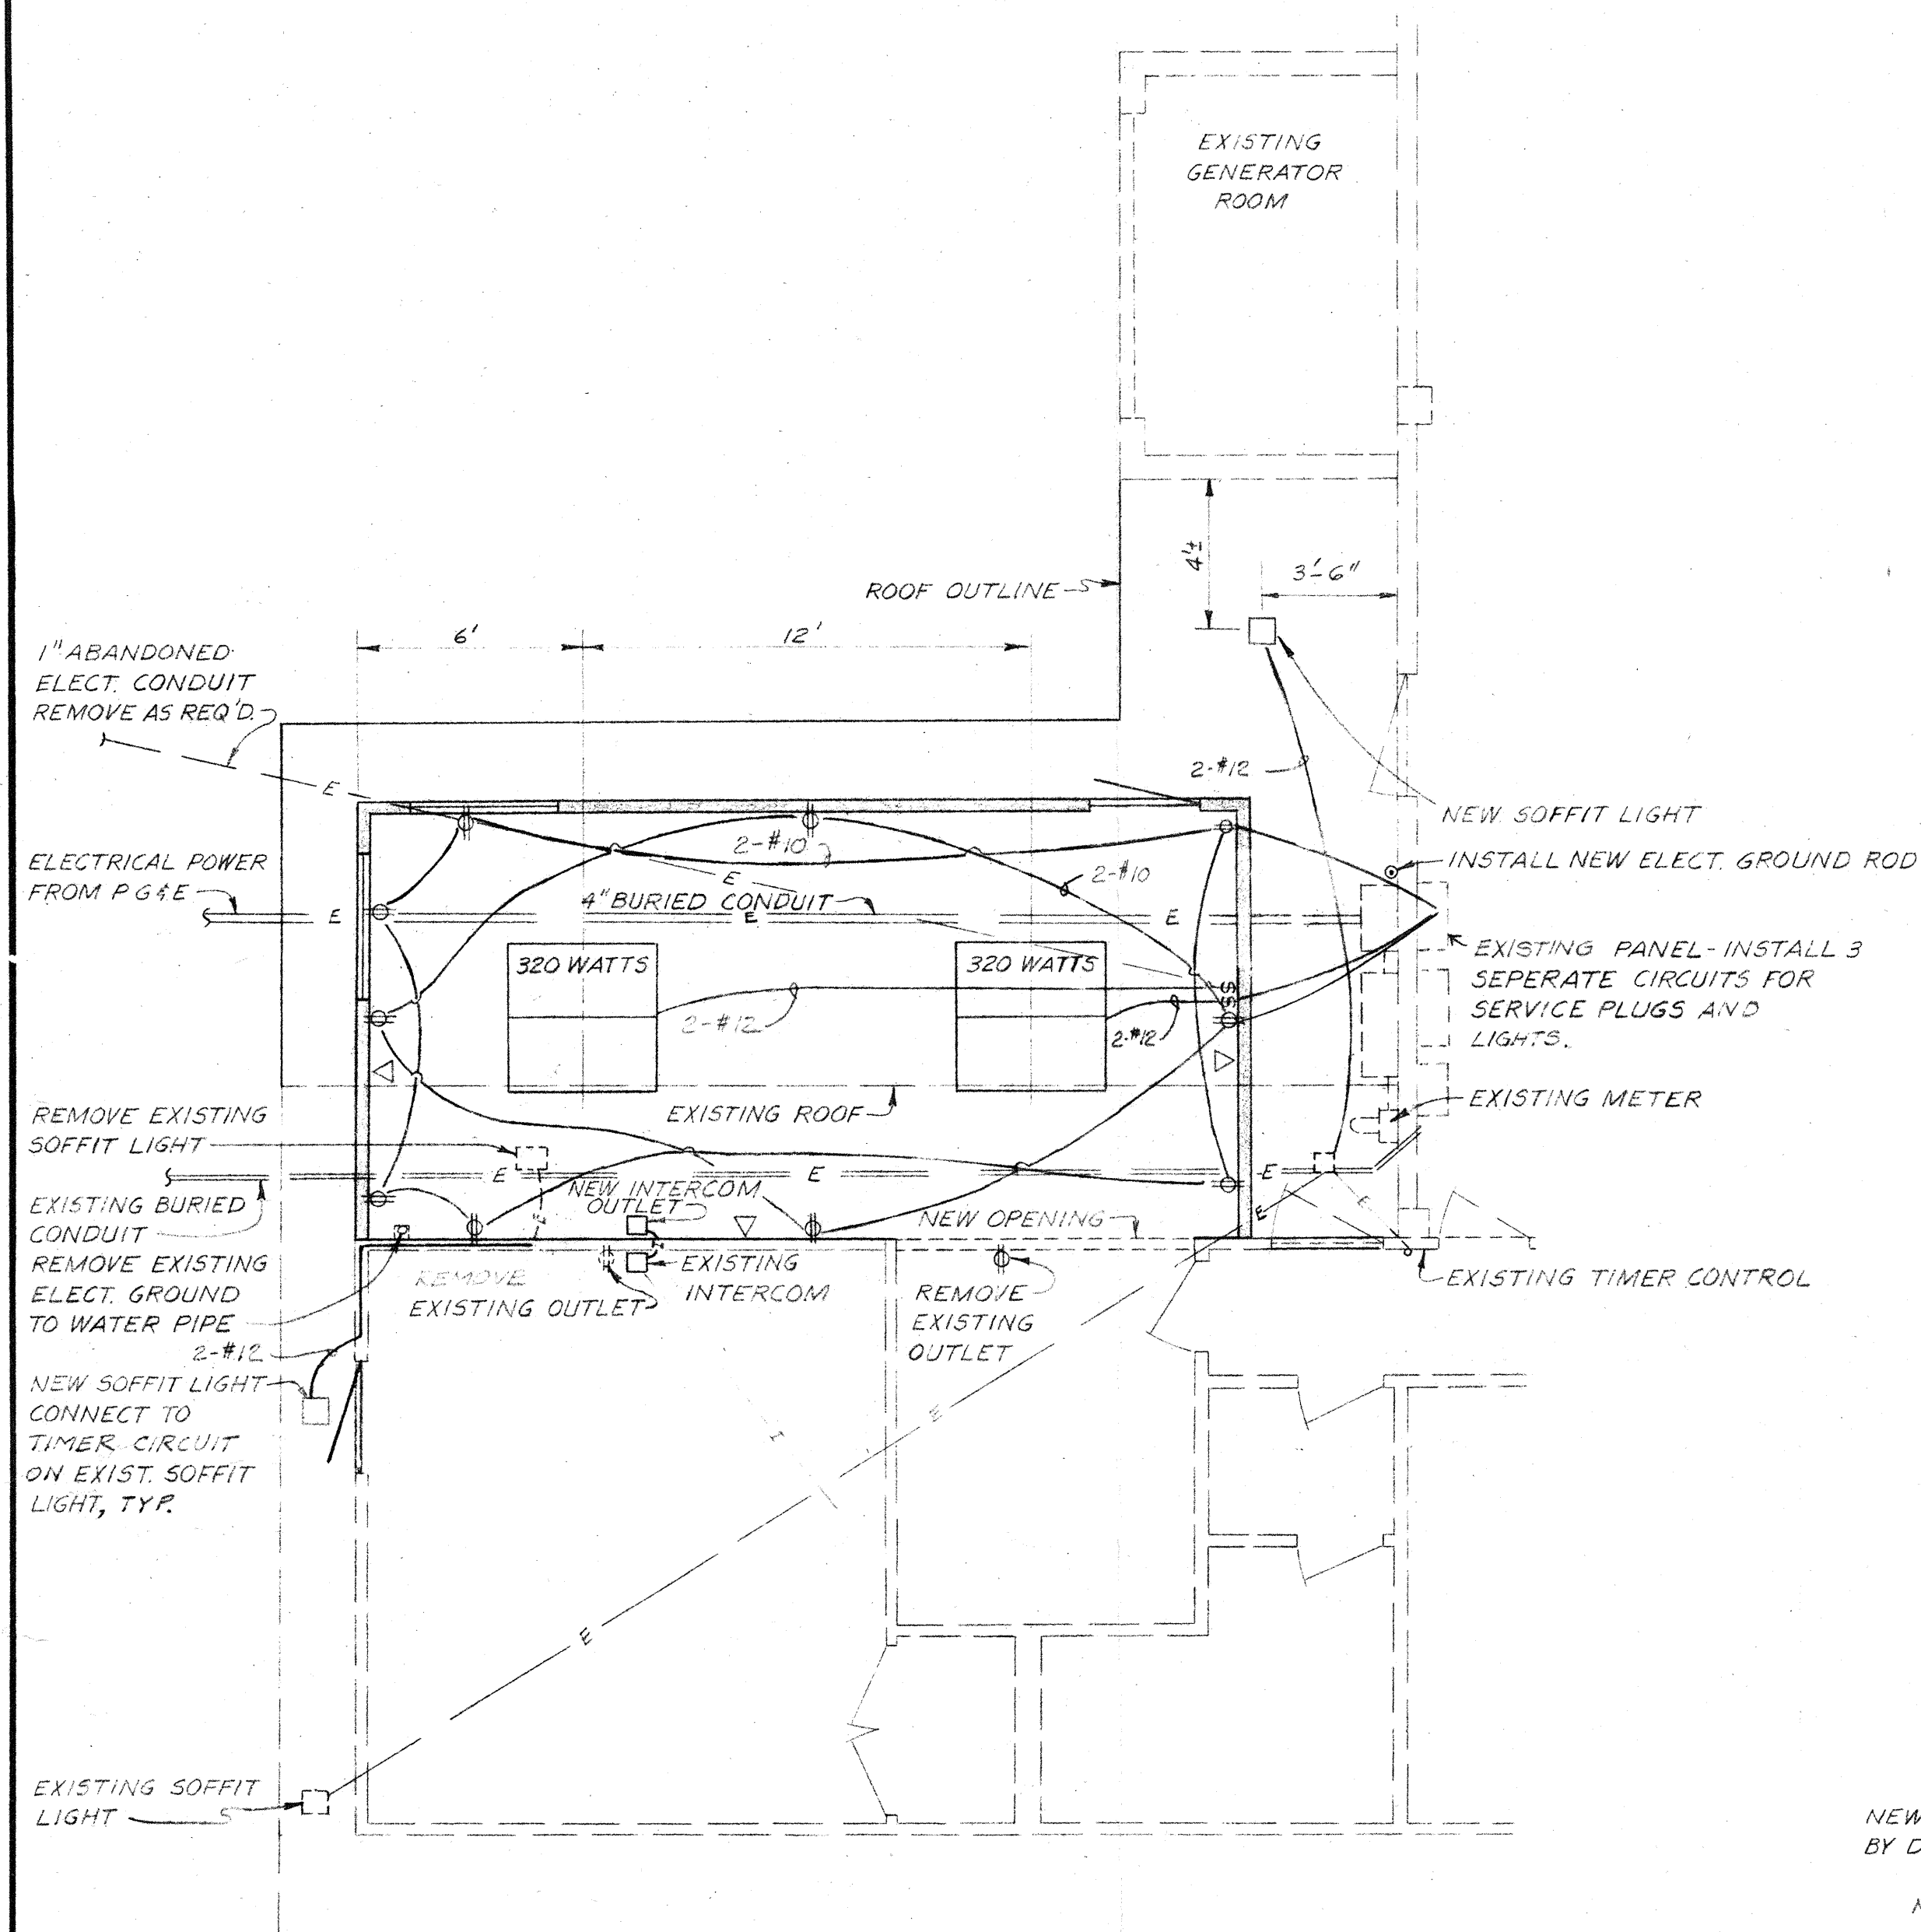 EXISTING
GENERATOR
ROOM
4'±
3'-6"
ROOF OUTLINE
6'
12'
1" ABANDONED
ELECT. CONDUIT
REMOVE AS REQ'D.
E
2-#12
NEW SOFFIT LIGHT
INSTALL NEW ELECT. GROUND ROD
ELECTRICAL POWER
FROM P G & E
E
2-#10
E
2-#10
4" BURIED CONDUIT
E
E
320 WATTS
320 WATTS
EXISTING PANEL-INSTALL 3
SEPERATE CIRCUITS FOR
SERVICE PLUGS AND
LIGHTS.
SS
2-#12
2-#12
EXISTING ROOF
EXISTING METER
REMOVE EXISTING
SOFFIT LIGHT
E
E
E
EXISTING BURIED
CONDUIT
NEW INTERCOM
OUTLET
E
NEW OPENING
E
E
REMOVE EXISTING
ELECT. GROUND
TO WATER PIPE
REMOVE
EXISTING OUTLET
EXISTING
INTERCOM
REMOVE
EXISTING
OUTLET
EXISTING TIMER CONTROL
2-#12
NEW SOFFIT LIGHT
CONNECT TO
TIMER CIRCUIT
ON EXIST. SOFFIT
LIGHT, TYP.
E
E
EXISTING SOFFIT
LIGHT
NEW
BY